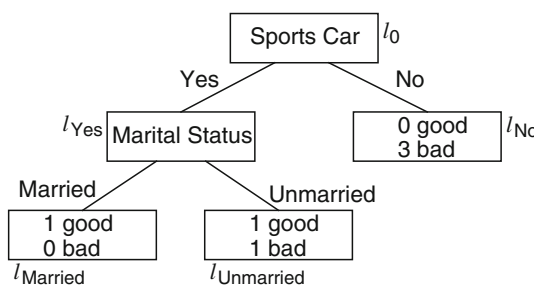 Sports Car
l0
Yes
No
lYes
Marital Status
0 good
3 bad
lNo
Married
Unmarried
1 good
0 bad
1 good
1 bad
lMarried
lUnmarried